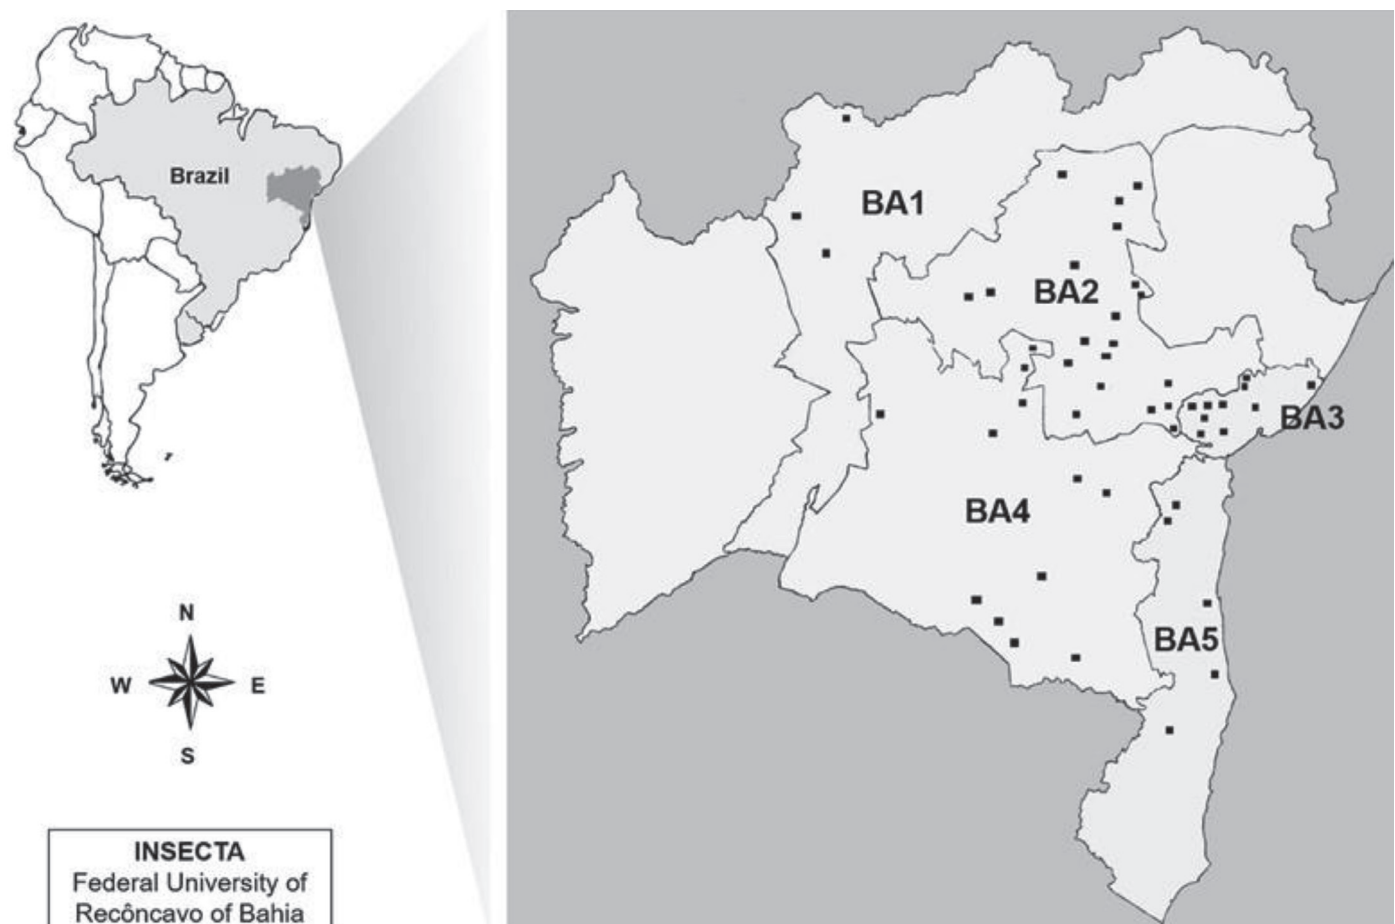 Brazil
N
W
E
S
INSECTA
Federal University of
Recôncavo of Bahia
BA1
BA2
BA3
BA4
BA5